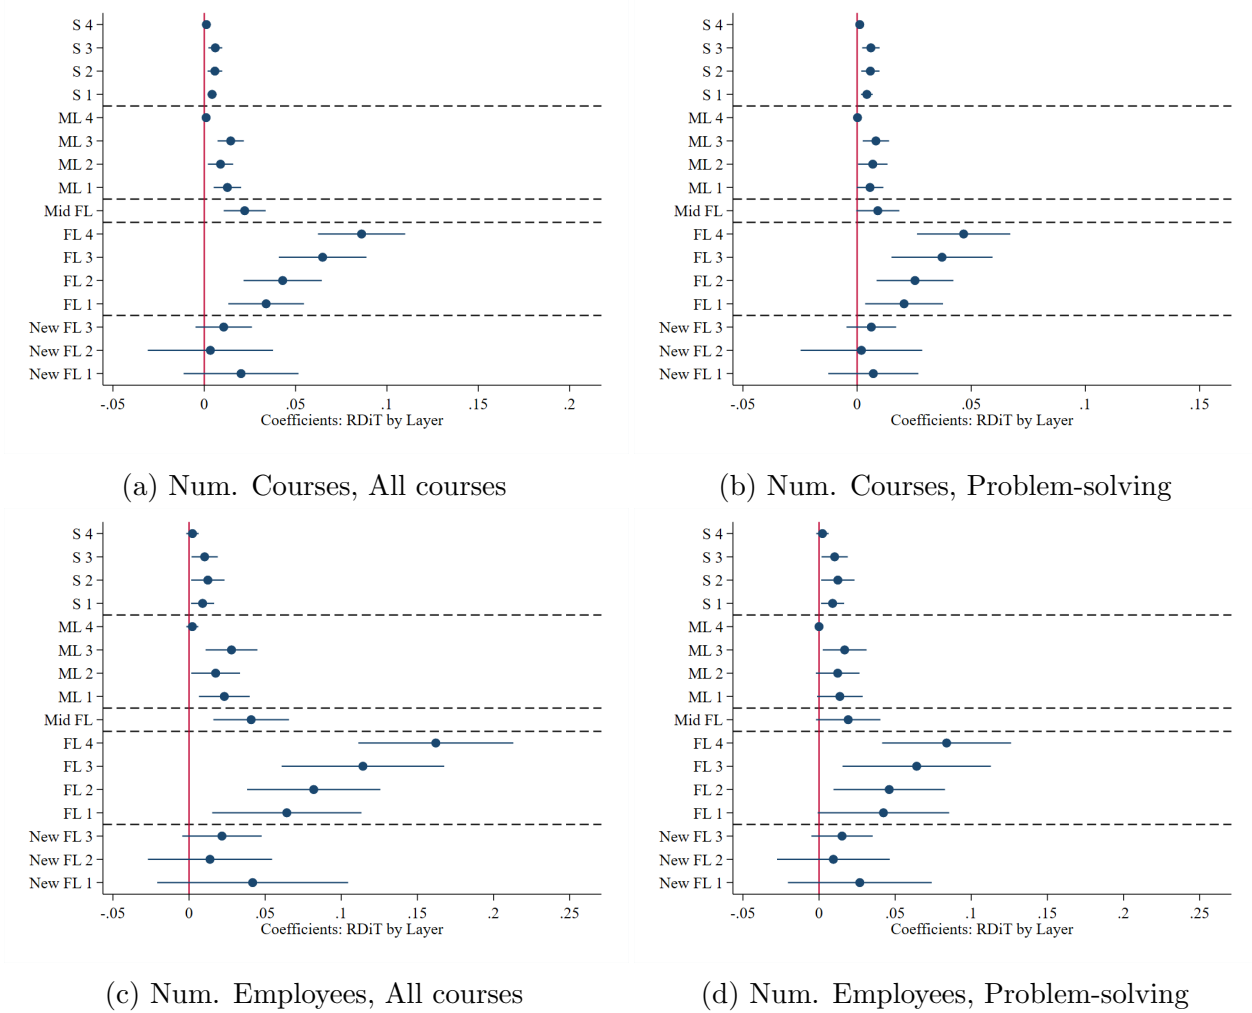 S 4
S 3
S 2
S 1
ML 4
ML 3
ML 2
ML 1
Mid FL
FL 4
FL 3
FL 2
FL 1
New FL 3
New FL 2
New FL 1
-.05 0 .05 .1 .15 .2
Coefficients: RDiT by Layer
(a) Num. Courses, All courses
S 4
S 3
S 2
S 1
ML 4
ML 3
ML 2
ML 1
Mid FL
FL 4
FL 3
FL 2
FL 1
New FL 3
New FL 2
New FL 1
-.05 0 .05 .1 .15
Coefficients: RDiT by Layer
(b) Num. Courses, Problem-solving
S 4
S 3
S 2
S 1
ML 4
ML 3
ML 2
ML 1
Mid FL
FL 4
FL 3
FL 2
FL 1
New FL 3
New FL 2
New FL 1
-.05 0 .05 .1 .15 .2 .25
Coefficients: RDiT by Layer
(c) Num. Employees, All courses
S 4
S 3
S 2
S 1
ML 4
ML 3
ML 2
ML 1
Mid FL
FL 4
FL 3
FL 2
FL 1
New FL 3
New FL 2
New FL 1
-.05 0 .05 .1 .15 .2 .25
Coefficients: RDiT by Layer
(d) Num. Employees, Problem-solving